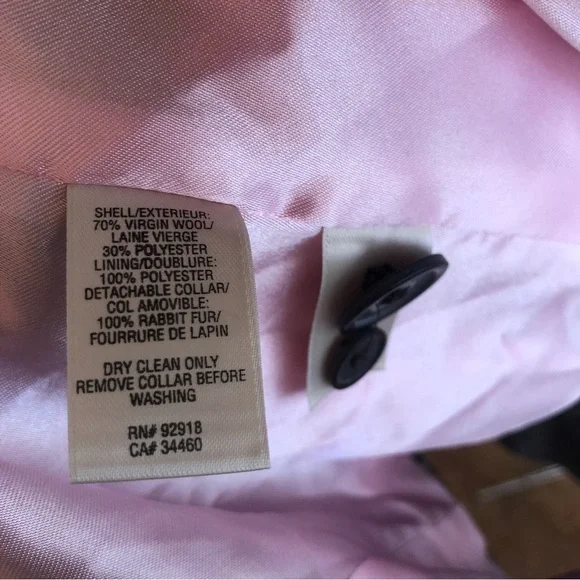 SHELL/EXTERIEUR:
70% VIRGIN WOOL/
LAINE VIERGE
30% POLYESTER
LINING/DOUBLURE:
100% POLYESTER
DETACHABLE COLLAR/
COL AMOVIBLE:
100% RABBIT FUR/
FOURRURE DE LAPIN
DRY CLEAN ONLY
REMOVE COLLAR BEFORE
WASHING
RN# 92918
CA# 34460